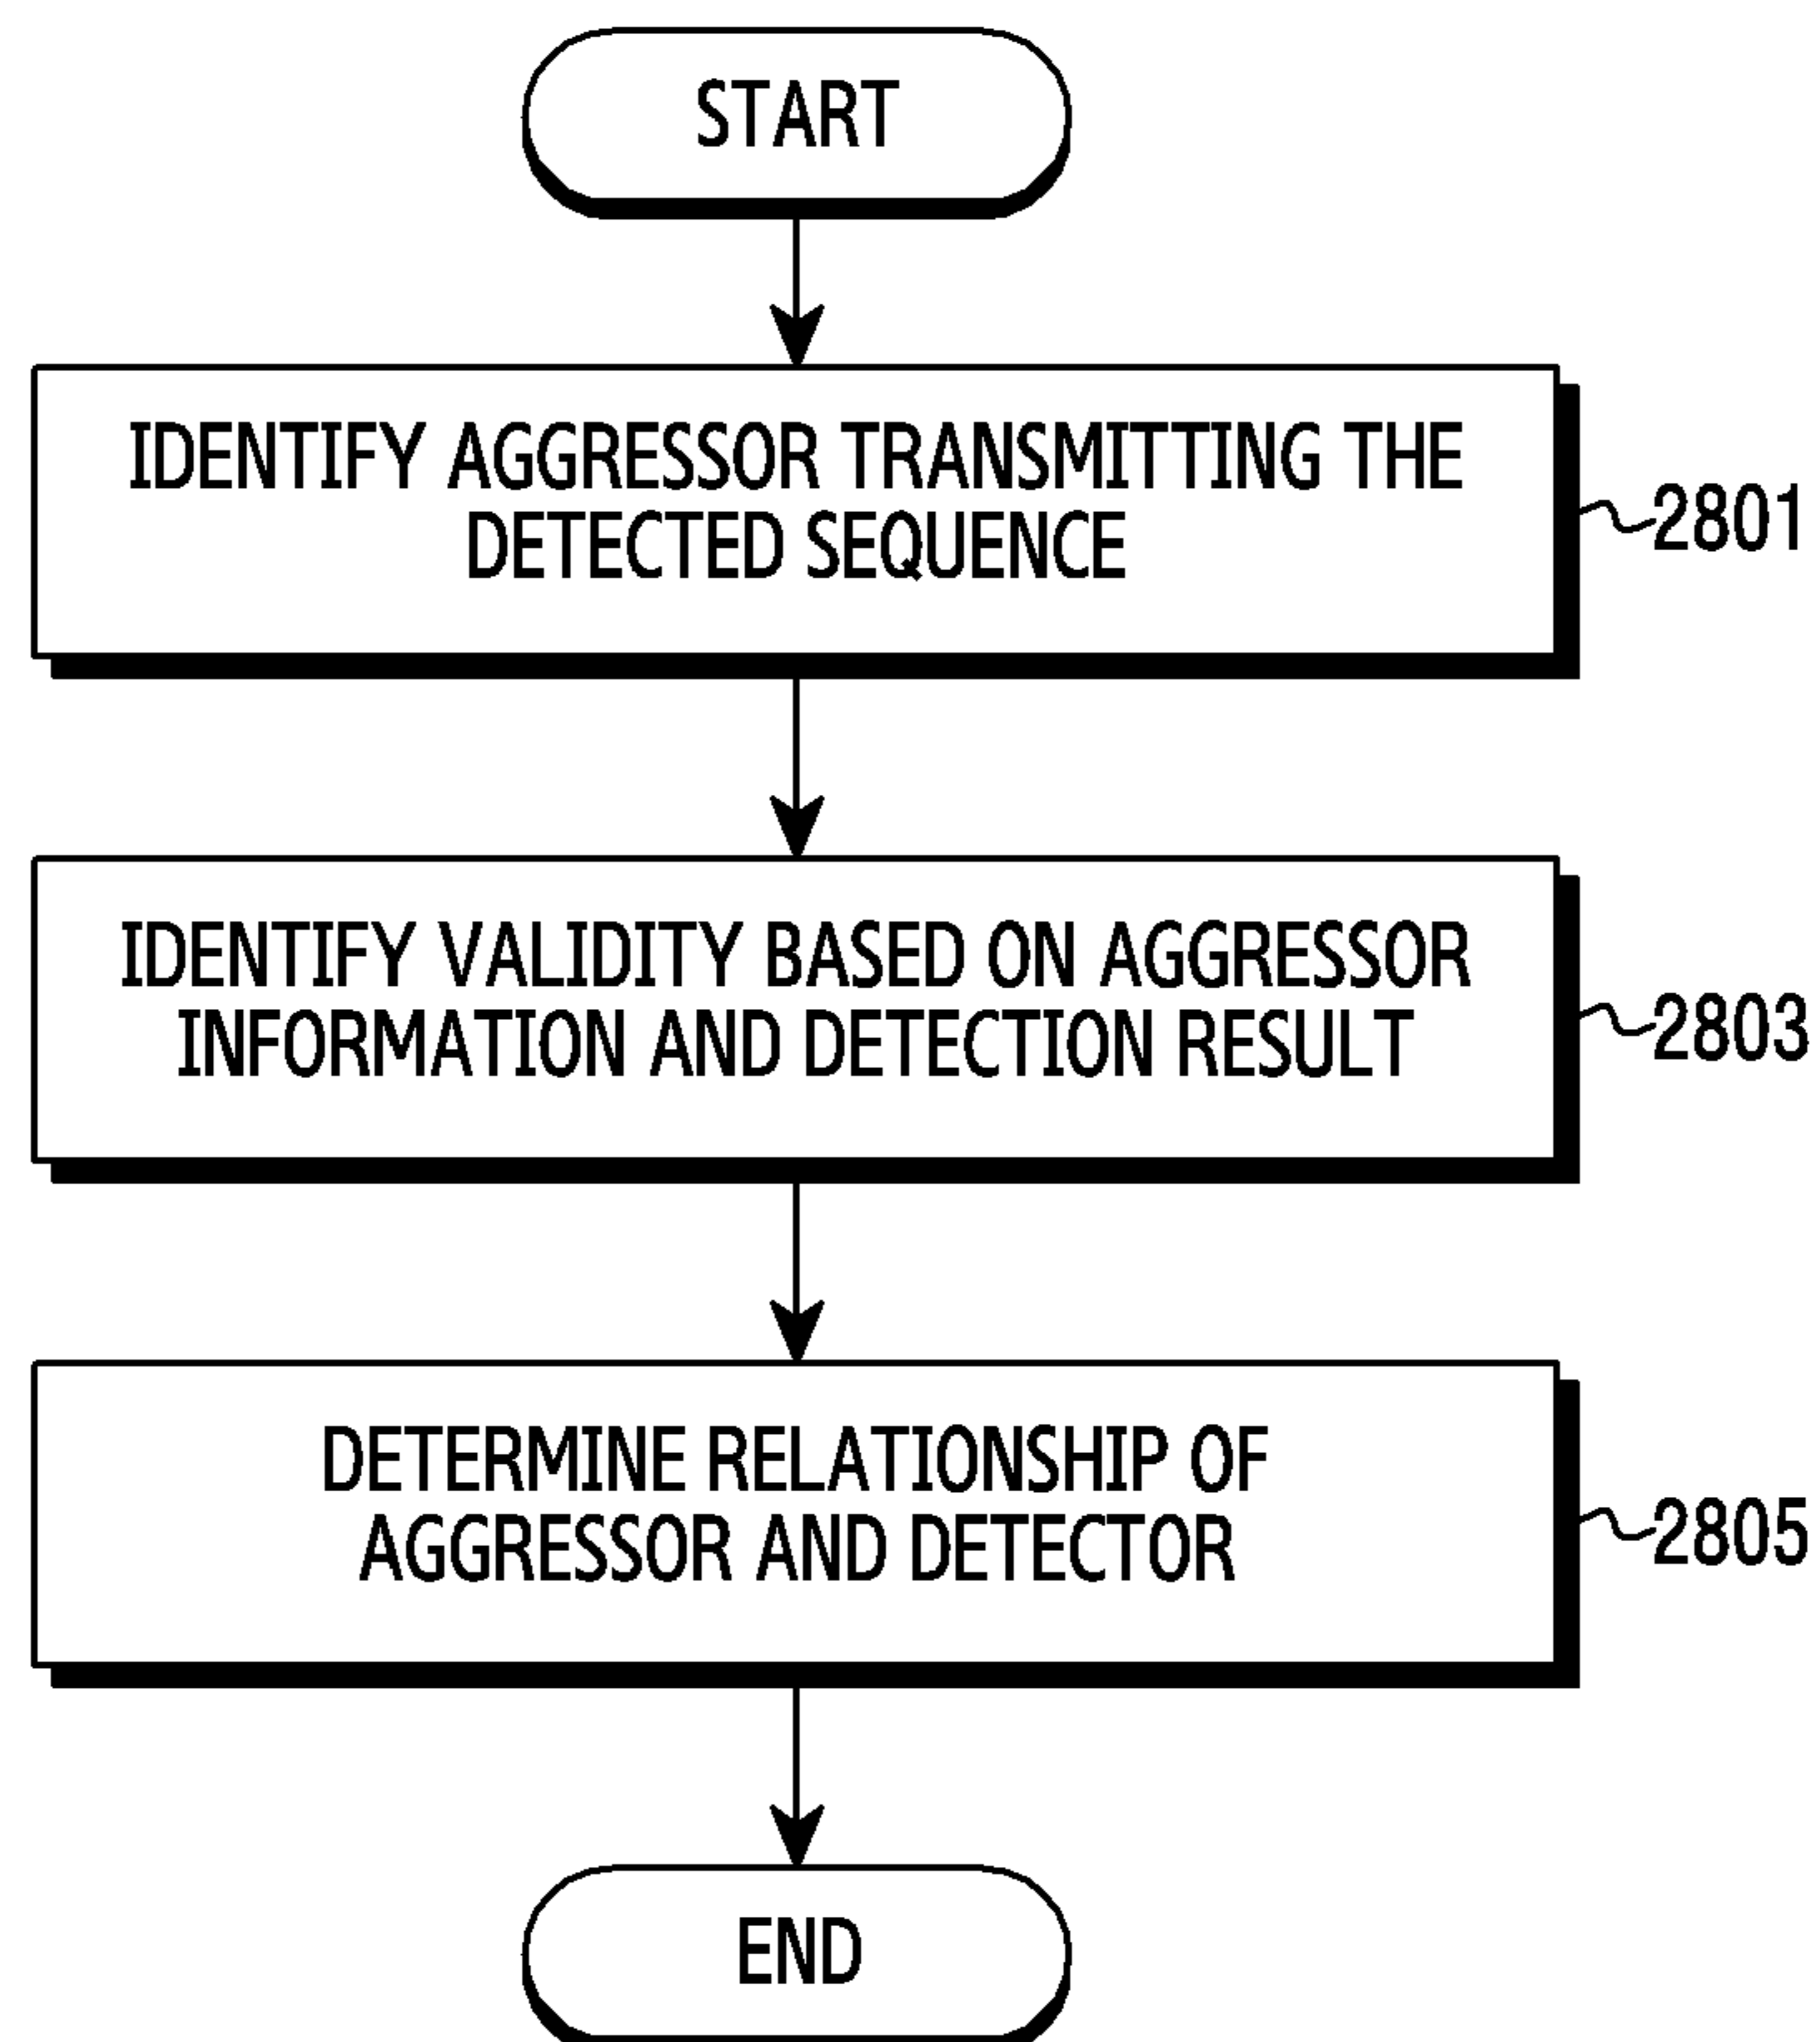 START
IDENTIFY AGGRESSOR TRANSMITTING THE
DETECTED SEQUENCE
2801
IDENTIFY VALIDITY BASED ON AGGRESSOR
INFORMATION AND DETECTION RESULT
2803
DETERMINE RELATIONSHIP OF
AGGRESSOR AND DETECTOR
2805
END